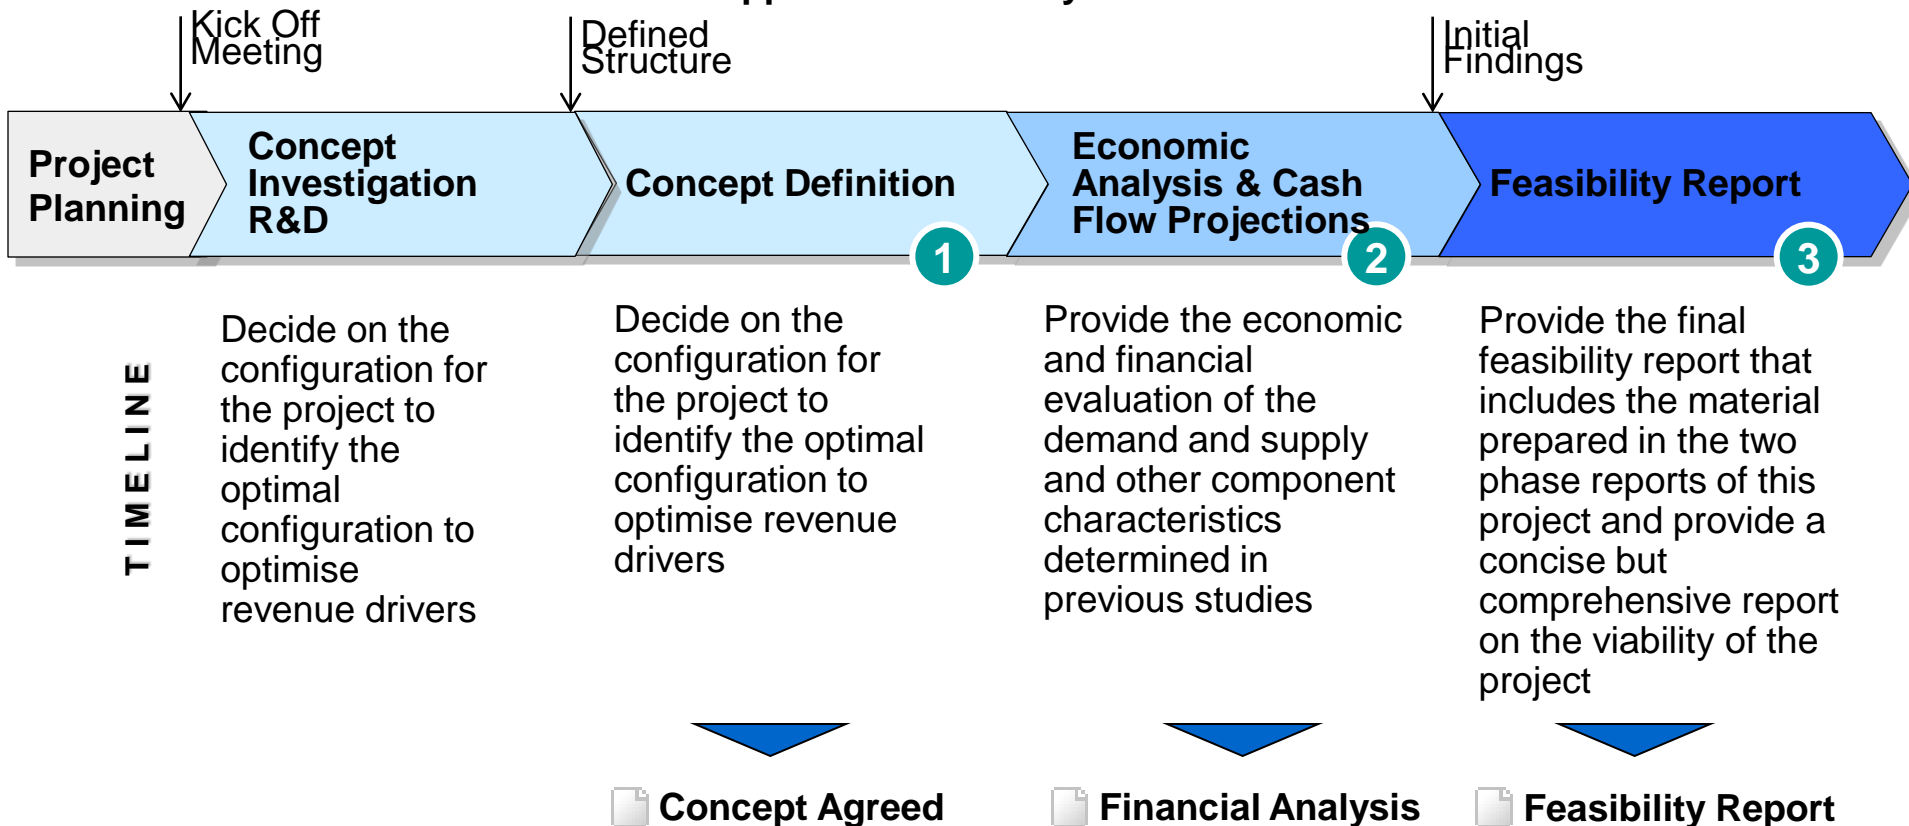 Kick Off
Meeting
Defined
Structure
Initial
Findings
Project
Planning
Concept
Investigation
R&D
Concept Definition
1
Economic
Analysis & Cash
Flow Projections
2
Feasibility Report
3
TIMELINE
Decide on the
configuration for
the project to
identify the
optimal
configuration to
optimise
revenue drivers
Decide on the
configuration for
the project to
identify the optimal
configuration to
optimise revenue
drivers
Provide the economic
and financial
evaluation of the
demand and supply
and other component
characteristics
determined in
previous studies
Provide the final
feasibility report that
includes the material
prepared in the two
phase reports of this
project and provide a
concise but
comprehensive report
on the viability of the
project
Concept Agreed
Financial Analysis
Feasibility Report